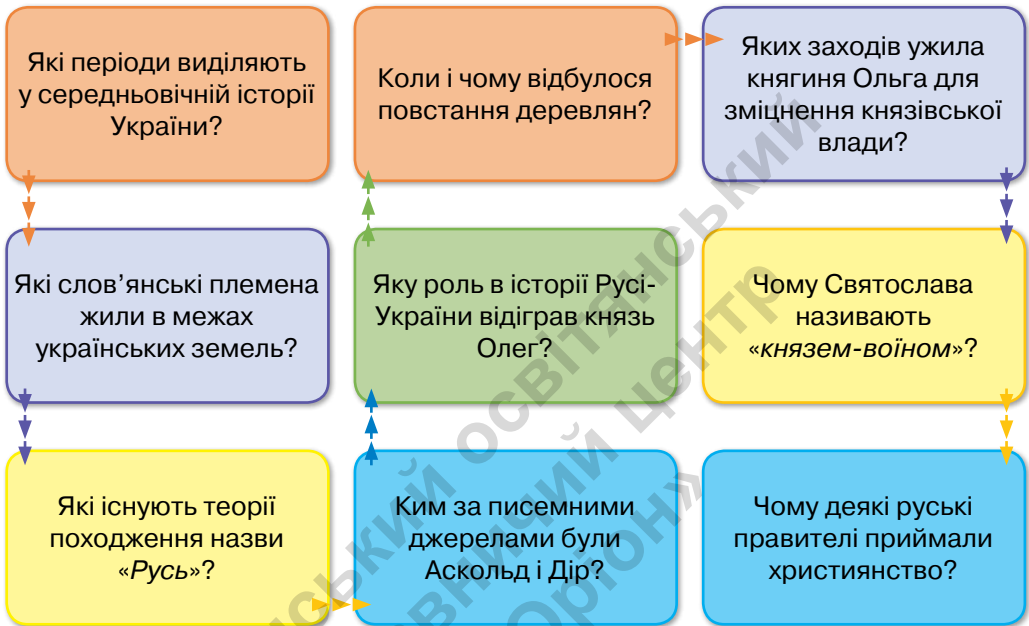 Які періоди виділяють
у середньовічній історії
України?
Які слов’янські племена
жили в межах
українських земель?
Які існують теорії
походження назви
«Русь»?
Ким за писемними
джерелами були
Аскольд і Дір?
Яку роль в історії Русі-
України відіграв князь
Олег?
Коли і чому відбулося
повстання деревлян?
Яких заходів ужила
княгиня Ольга для
зміцнення князівської
влади?
Чому Святослава
називають
«князем-воїном»?
Чому деякі руські
правителі приймали
християнство?
освітянський
центр
Оріон»